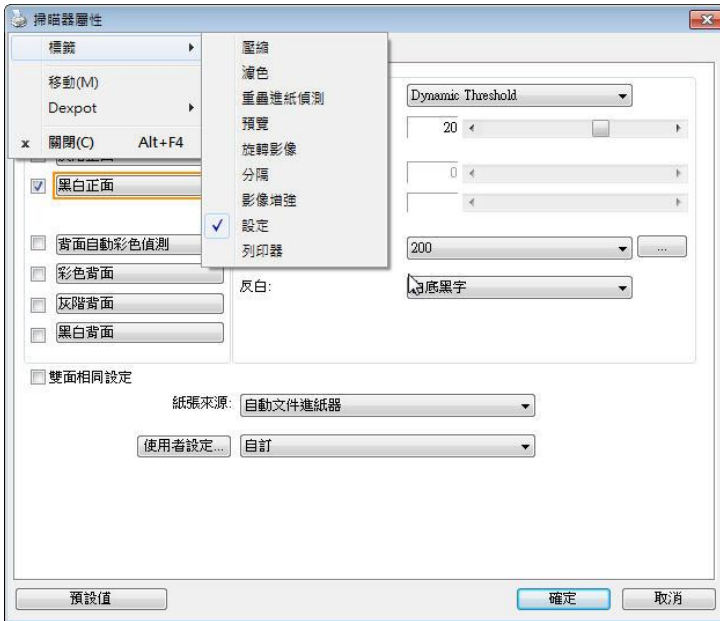 掃瞄器屬性
標籤
移動(M)
Dexpot
x 關閉(C) Alt+F4
壓縮
濾色
重疊進紙偵測
預覽
旋轉影像
分隔
影像增強
設定
列印器
Dynamic Threshold
20
0
黑白正面
背面自動彩色偵測
彩色背面
灰階背面
黑白背面
200
...
反白:
白底黑字
雙面相同設定
紙張來源: 自動文件進紙器
使用者設定... 自訂
預設值
確定
取消